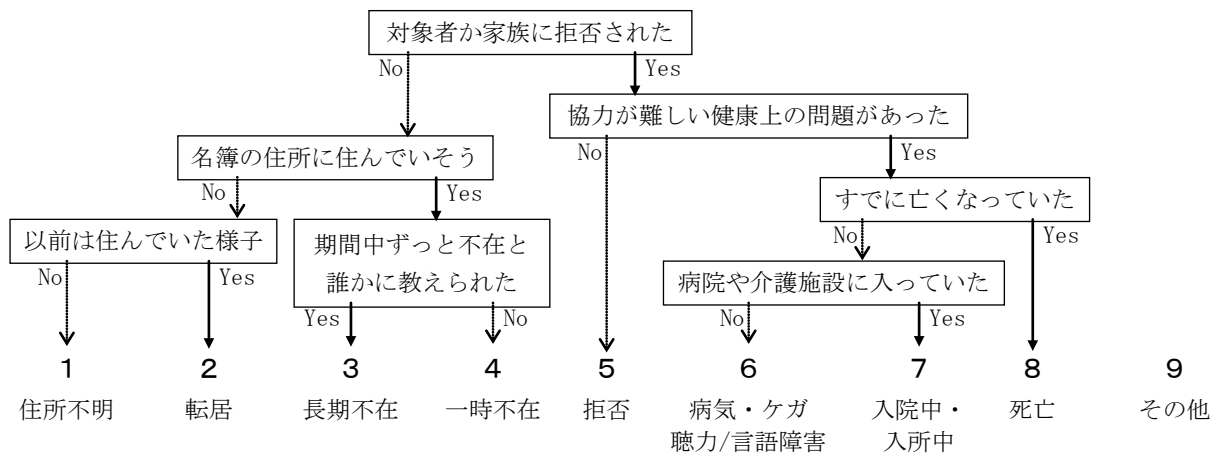 対象者か家族に拒否された
No
Yes
協力が難しい健康上の問題があった
名簿の住所に住んでいそう
No
Yes
No
Yes
すでに亡くなっていた
以前は住んでいた様子
期間中ずっと不在と
誰かに教えられた
No
Yes
No
Yes
病院や介護施設に入っていた
Yes
No
No
Yes
1
2
3
4
5
6
7
8
9
住所不明
転居
長期不在
一時不在
拒否
病気・ケガ
聴力/言語障害
入院中・
入所中
死亡
その他